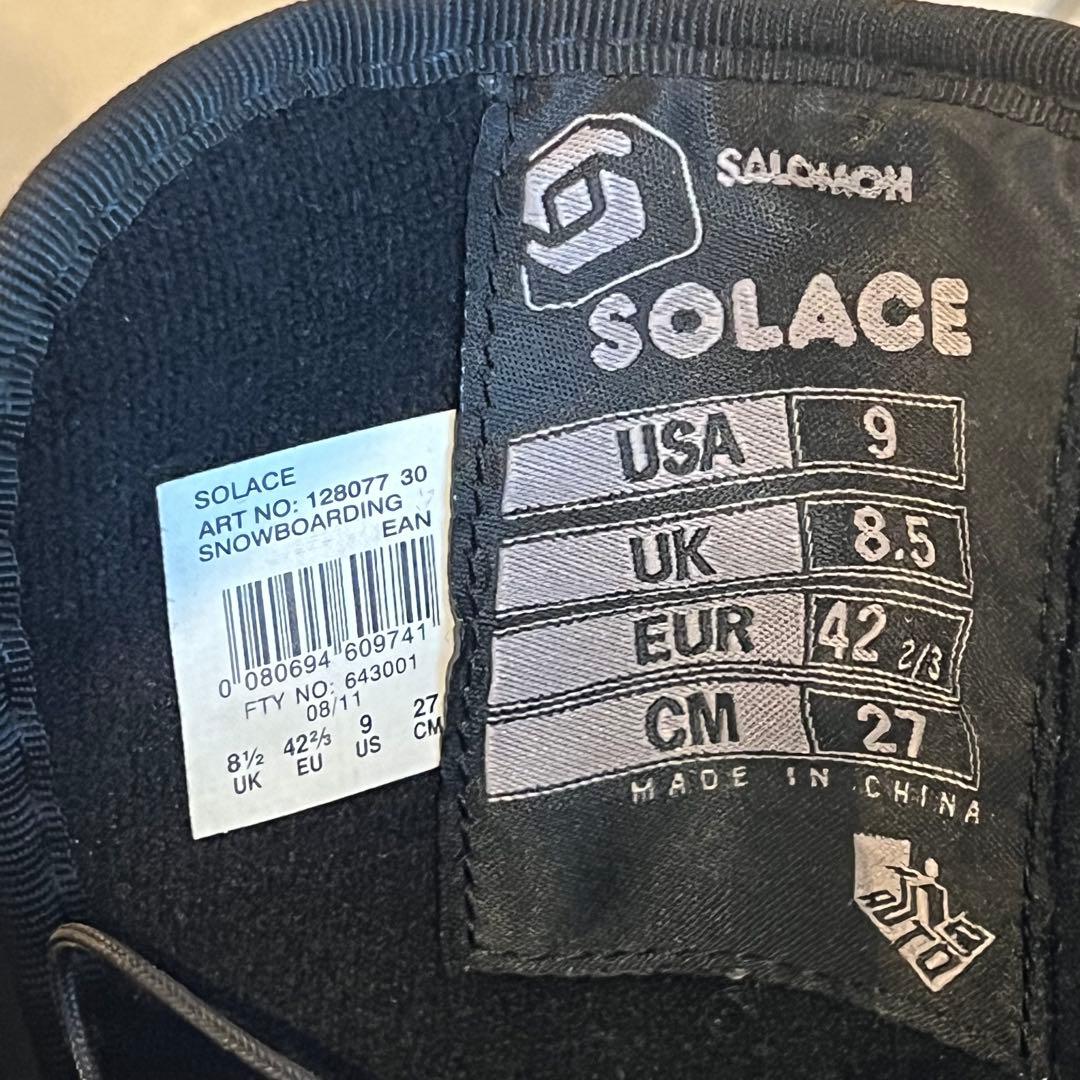 SALOMON
SOLACE
USA 9
UK 8.5
EUR 42 2/3
CM 27
MADE IN CHINA
AUTO
SOLACE
ART NO: 128077 30
SNOWBOARDING
EAN
0 080694 609741
FTY NO: 643001
08/11
8½ 42⅔ 9 27
UK EU US CM